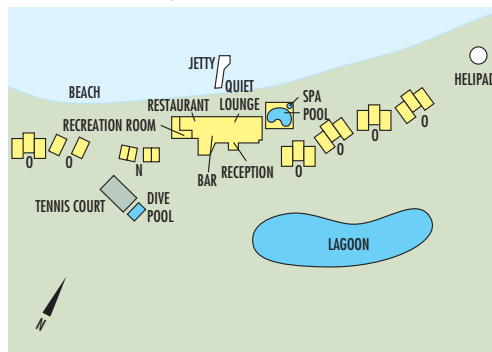 JETTY
HELIPAD
BEACH
QUIET
LOUNGE
SPA
POOL
RESTAURANT
RECREATION ROOM
BAR
RECEPTION
O
O
N
O
O
O
O
TENNIS COURT
DIVE
POOL
LAGOON
N